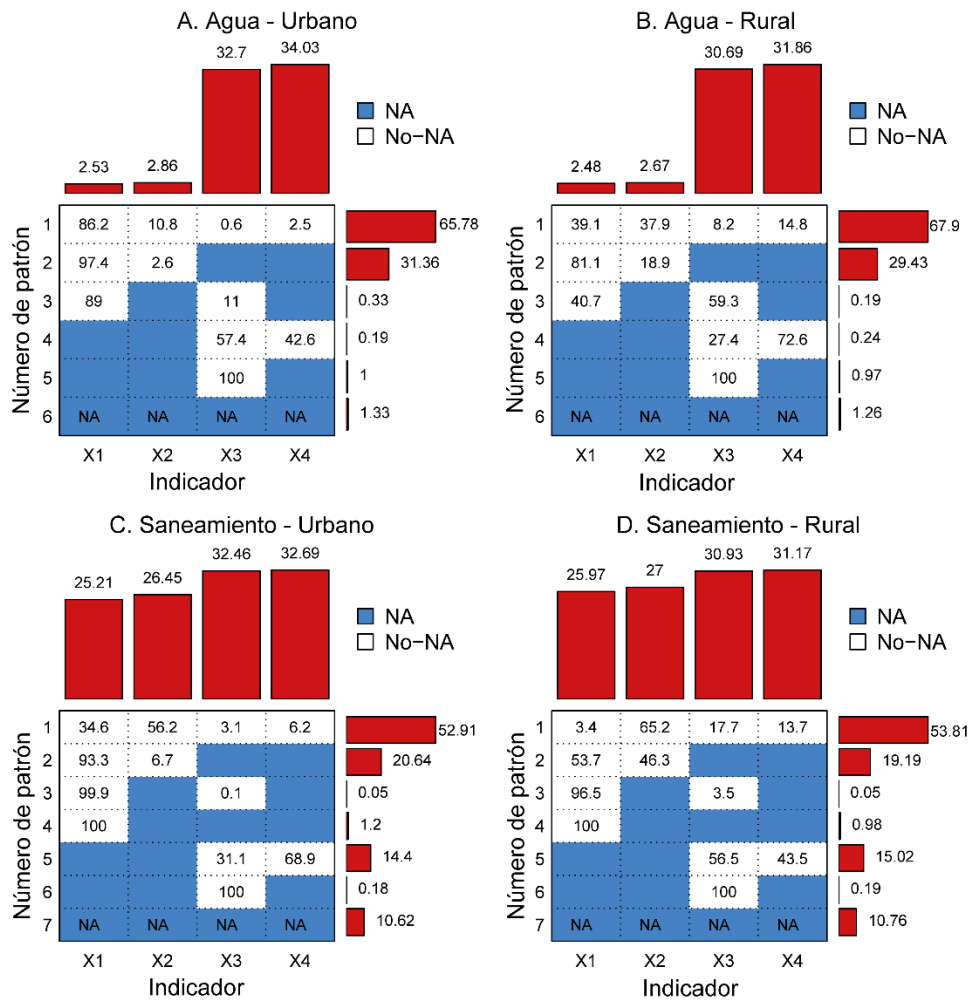 A. Agua - Urbano
32.7 34.03
2.53 2.86
NA
No−NA
Número de patrón
1 86.2 10.8 0.6 2.5 65.78
2 97.4 2.6 31.36
3 89 11 0.33
4 57.4 42.6 0.19
5 100 1
6 NA NA NA NA 1.33
X1 X2 X3 X4
Indicador
B. Agua - Rural
30.69 31.86
2.48 2.67
NA
No−NA
Número de patrón
1 39.1 37.9 8.2 14.8 67.9
2 81.1 18.9 29.43
3 40.7 59.3 0.19
4 27.4 72.6 0.24
5 100 0.97
6 NA NA NA NA 1.26
X1 X2 X3 X4
Indicador
C. Saneamiento - Urbano
25.21 26.45 32.46 32.69
NA
No−NA
Número de patrón
1 34.6 56.2 3.1 6.2 52.91
2 93.3 6.7 20.64
3 99.9 0.1 0.05
4 100 1.2
5 31.1 68.9 14.4
6 100 0.18
7 NA NA NA NA 10.62
X1 X2 X3 X4
Indicador
D. Saneamiento - Rural
25.97 27 30.93 31.17
NA
No−NA
Número de patrón
1 3.4 65.2 17.7 13.7 53.81
2 53.7 46.3 19.19
3 96.5 3.5 0.05
4 100 0.98
5 56.5 43.5 15.02
6 100 0.19
7 NA NA NA NA 10.76
X1 X2 X3 X4
Indicador